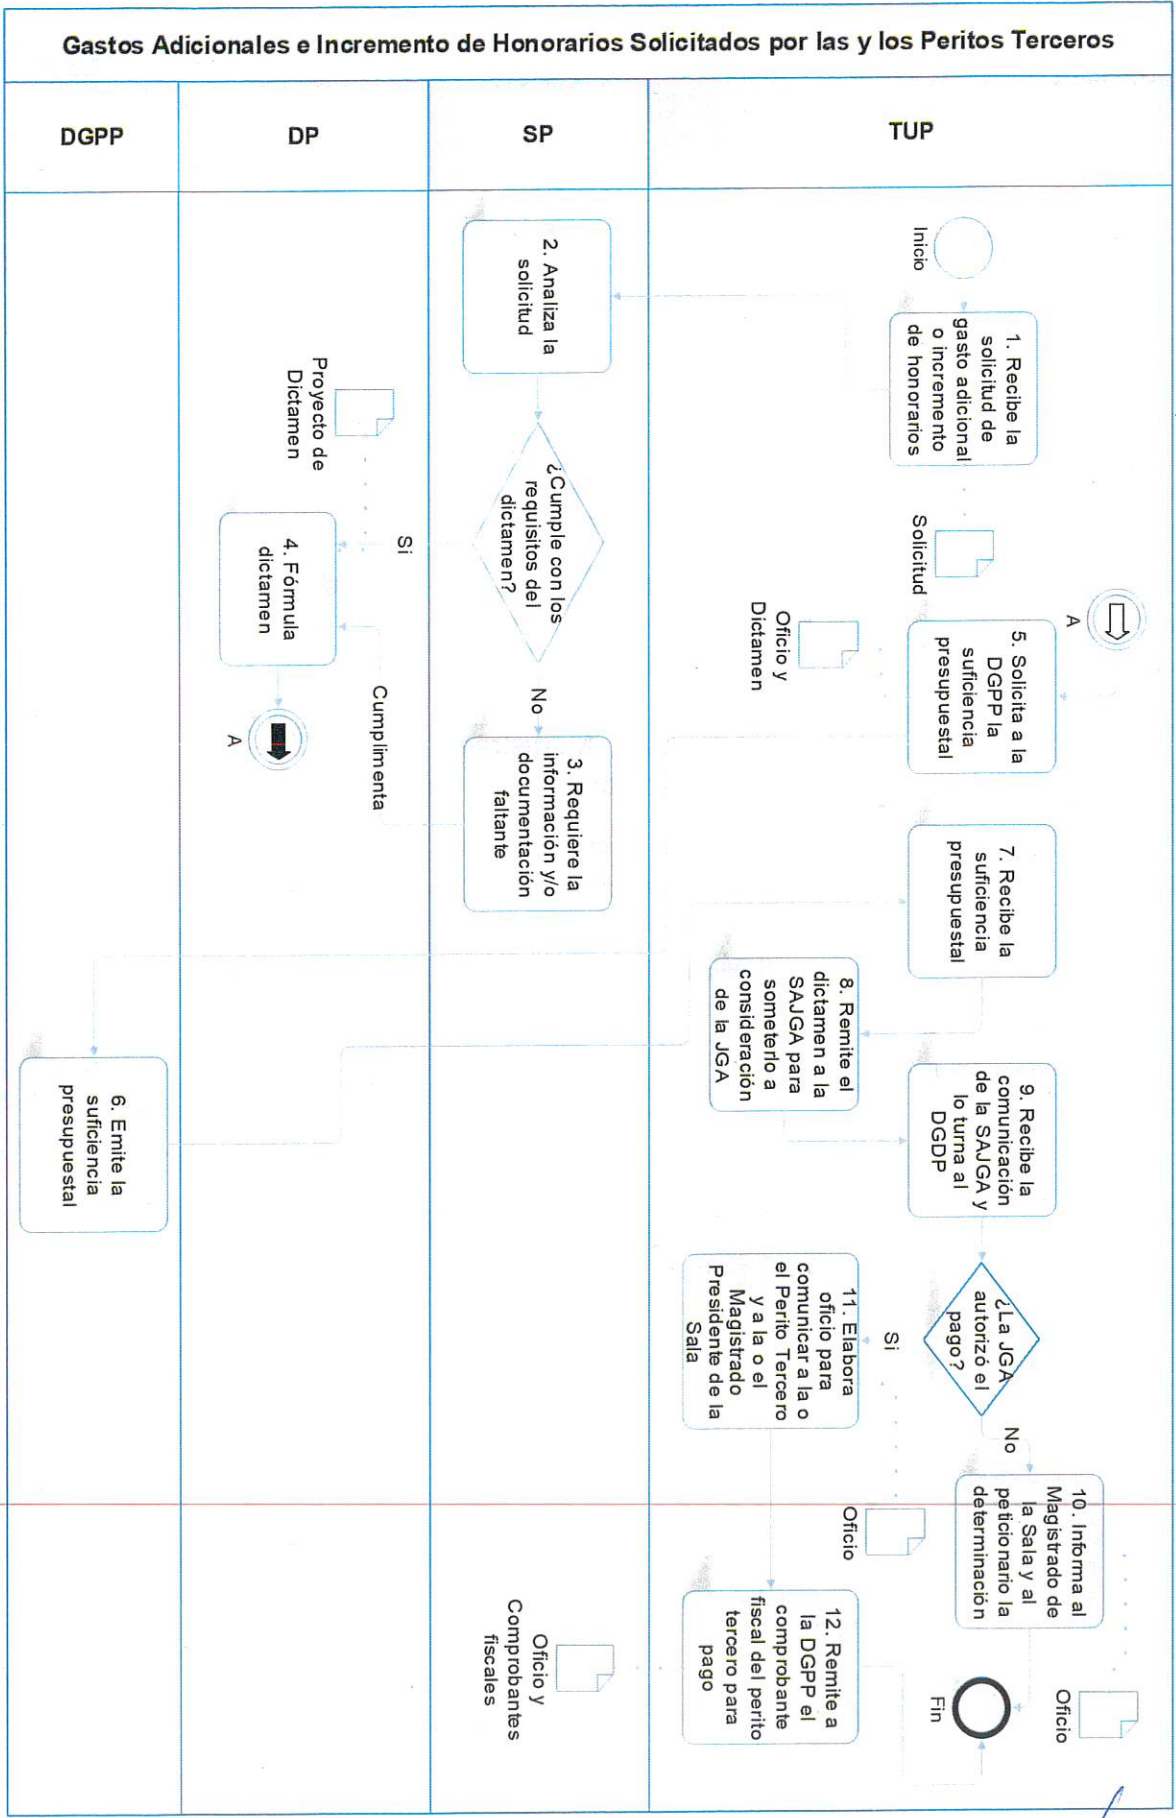 Gastos Adicionales e Incremento de Honorarios Solicitados por las y los Peritos Terceros
DGPP
DP
SP
TUP
Inicio
1. Recibe la
solicitud de
gasto adicional
o incremento
de honorarios
Solicitud
2. Analiza la
solicitud
¿Cumple con los
requisitos del
dictamen?
Si
No
3. Requiere la
información y/o
documentación
faltante
Cumplimenta
Proyecto de
Dictamen
4. Fórmula
dictamen
A
A
5. Solicita a la
DGPP la
suficiencia
presupuestal
Oficio y
Dictamen
6. Emite la
suficiencia
presupuestal
7. Recibe la
suficiencia
presupuestal
8. Remite el
dictamen a la
SAJGA para
someterlo a
consideración
de la JGA
9. Recibe la
comunicación
de la SAJGA y
lo turna al
DGDP
¿La JGA
autorizó el
pago?
No
Si
10. Informa al
Magistrado de
la Sala y al
peticionario la
determinación
Oficio
11. Elabora
oficio para
comunicar a la o
el Perito Tercero
y a la o el
Magistrado
Presidente de la
Sala
Oficio
12. Remite a
la DGPP el
comprobante
fiscal del perito
tercero para
pago
Oficio y
Comprobantes
fiscales
Fin